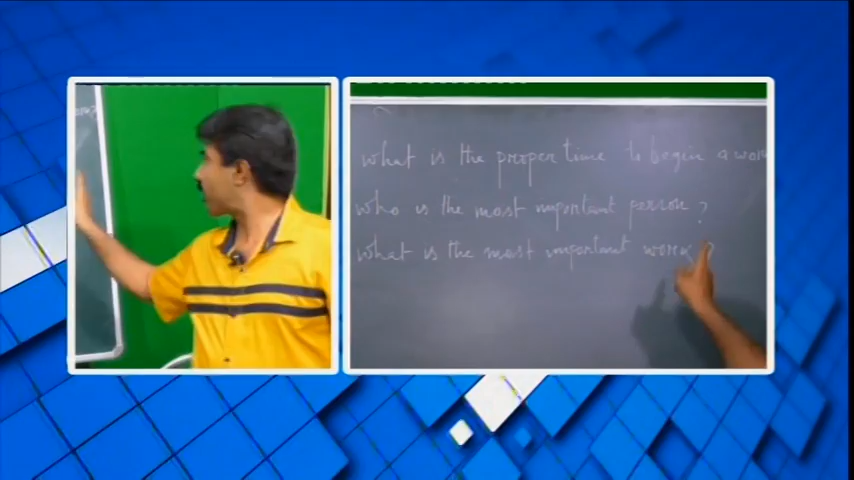 what is the proper time to begin a work
who is the most important person ?
what is the most important work ?